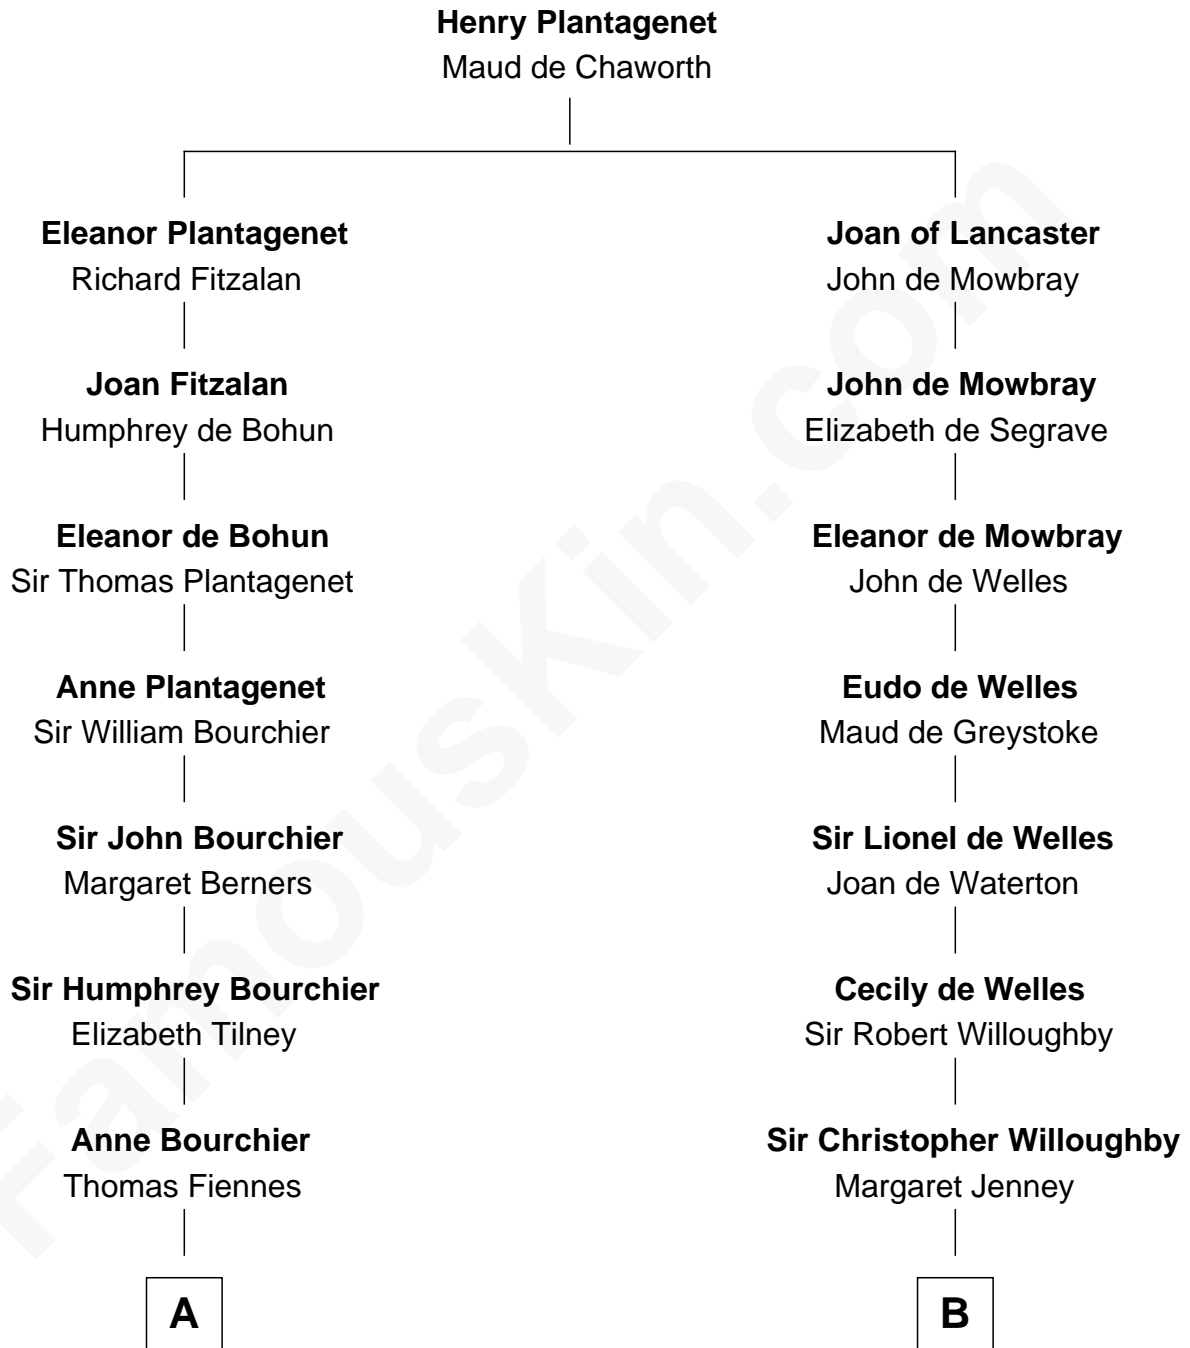 Henry Plantagenet
Maud de Chaworth
Eleanor Plantagenet
Richard Fitzalan
Joan of Lancaster
John de Mowbray
Joan Fitzalan
Humphrey de Bohun
John de Mowbray
Elizabeth de Segrave
Eleanor de Bohun
Sir Thomas Plantagenet
Eleanor de Mowbray
John de Welles
Anne Plantagenet
Sir William Bourchier
Eudo de Welles
Maud de Greystoke
Sir John Bourchier
Margaret Berners
Sir Lionel de Welles
Joan de Waterton
Sir Humphrey Bourchier
Elizabeth Tilney
Cecily de Welles
Sir Robert Willoughby
Anne Bourchier
Thomas Fiennes
Sir Christopher Willoughby
Margaret Jenney
A
B
FamousKin.com